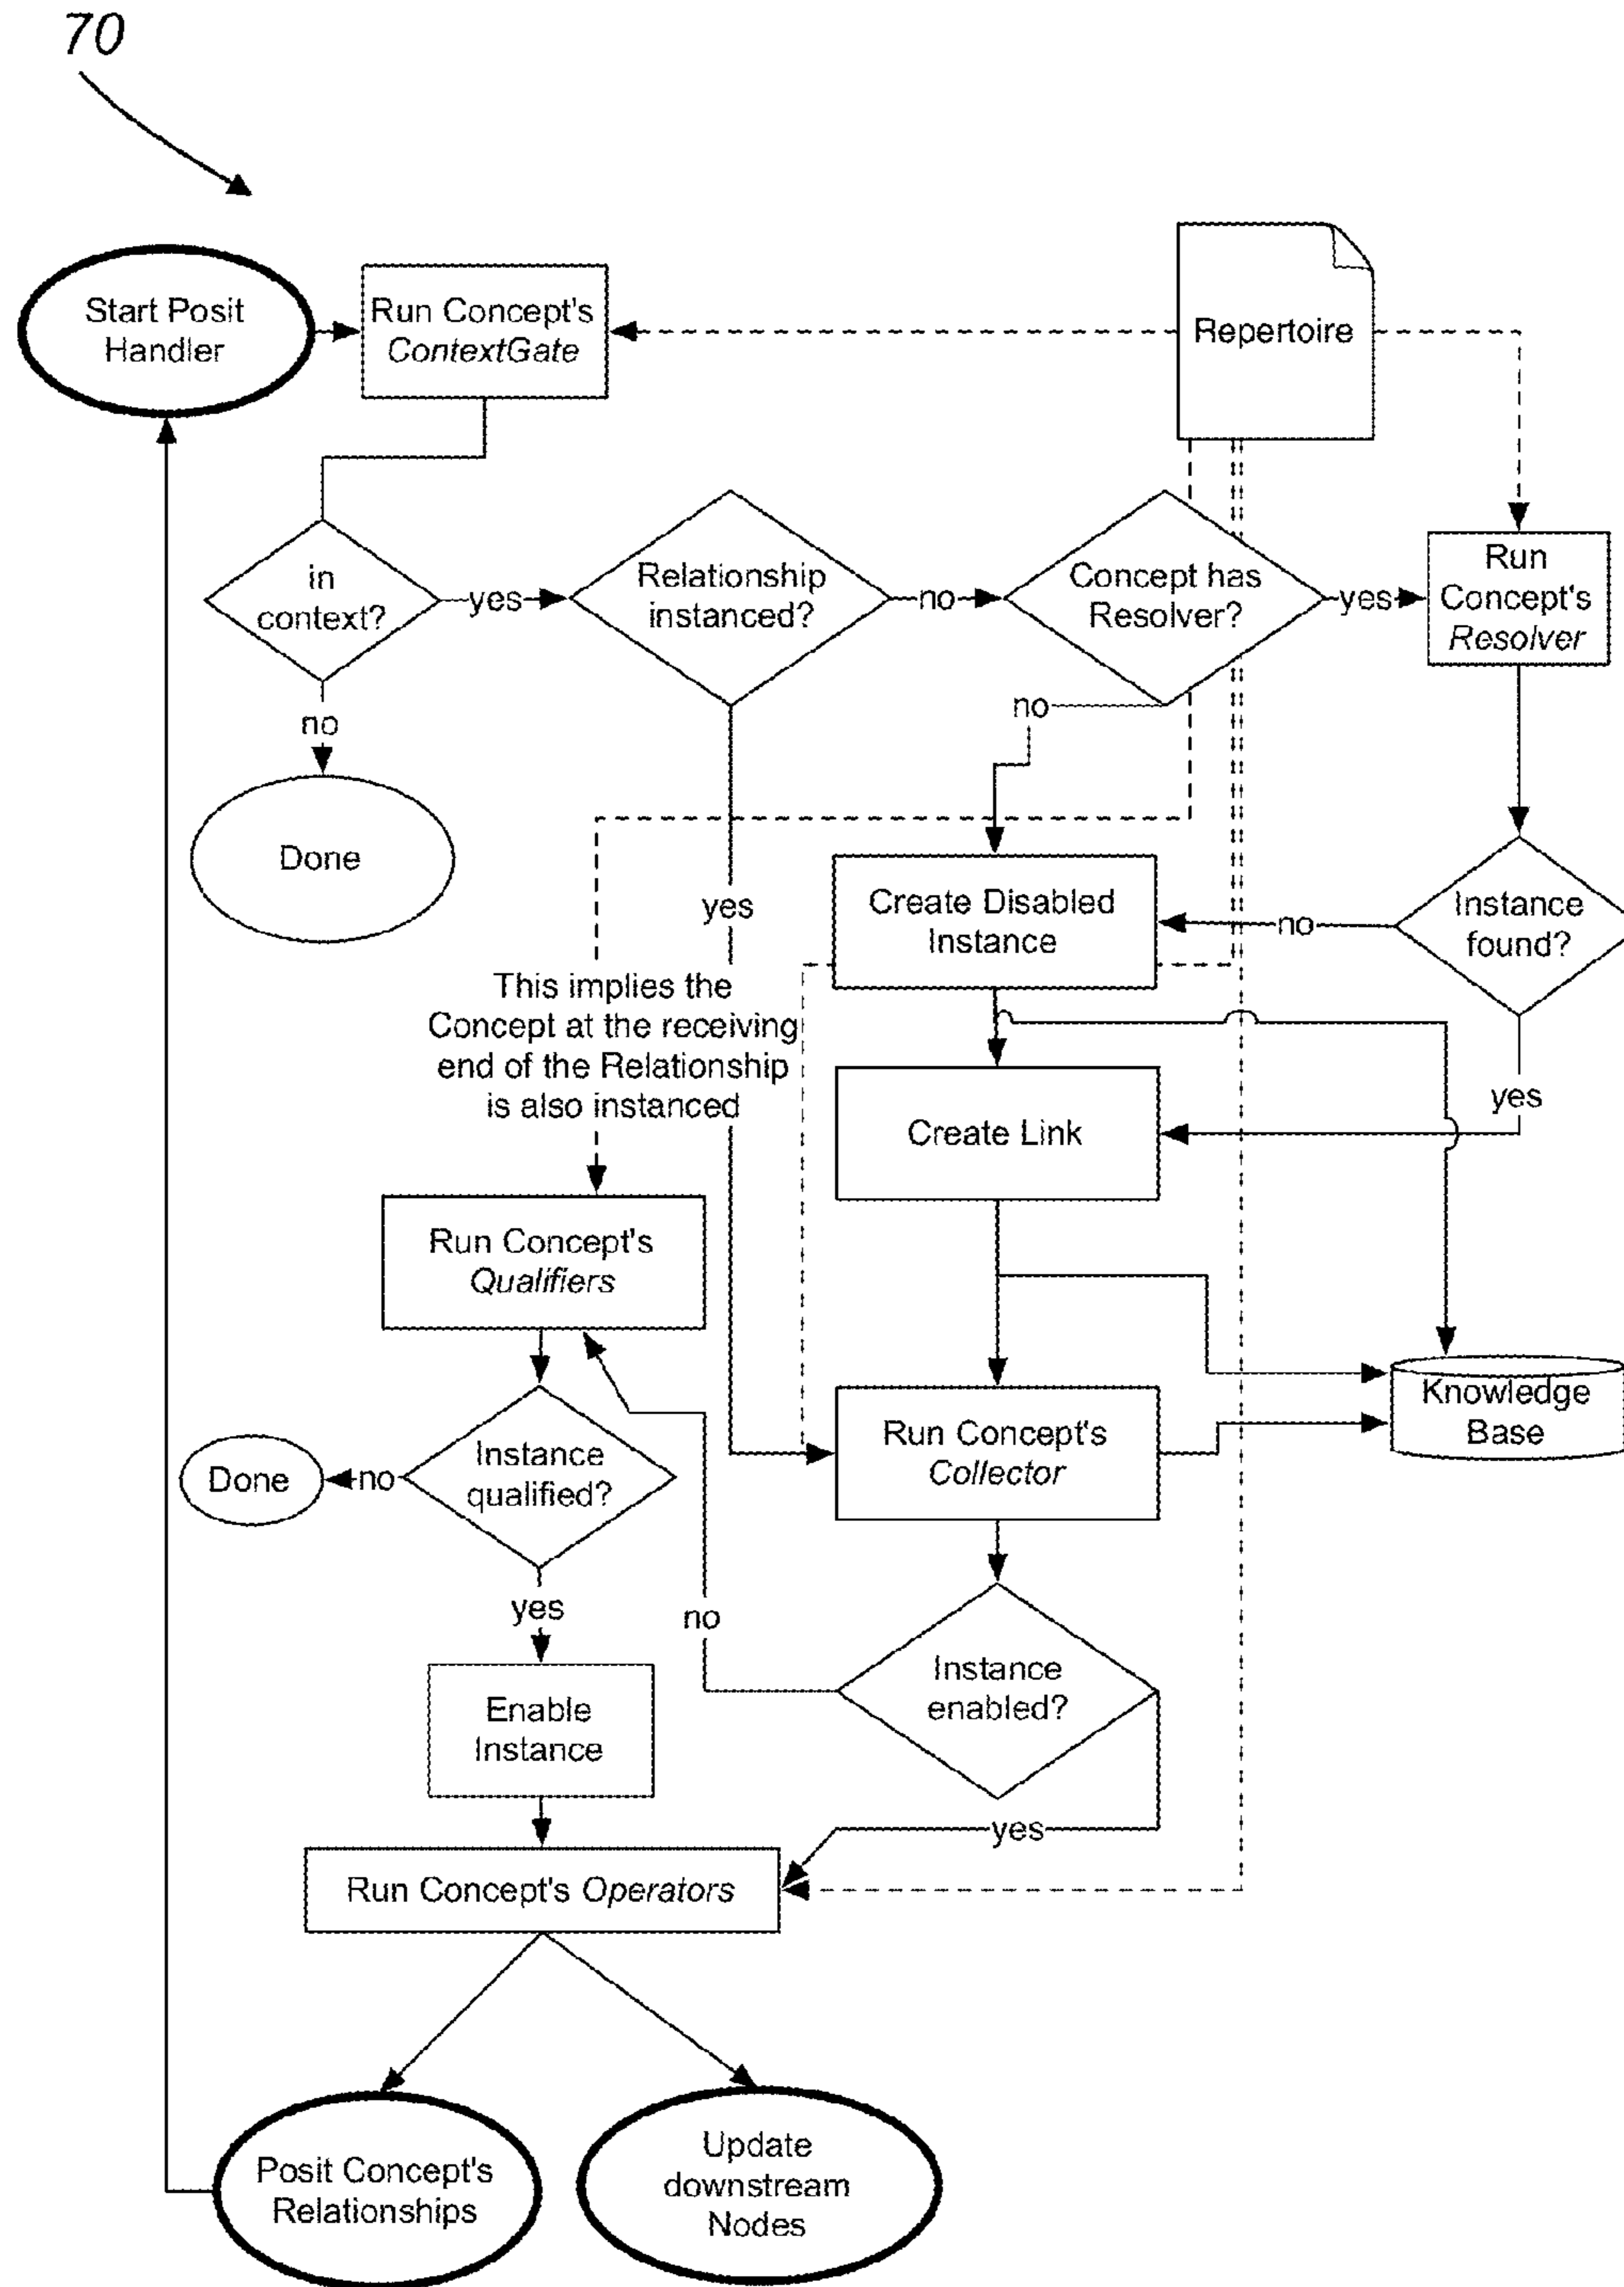 70
Start Posit
Handler
Run Concept's
ContextGate
Repertoire
in
context?
yes
Relationship
instanced?
no
Concept has
Resolver?
yes
Run
Concept's
Resolver
no
no
Done
yes
Create Disabled
Instance
no
Instance
found?
This implies the
Concept at the receiving
end of the Relationship
is also instanced
yes
Create Link
Run Concept's
Qualifiers
Knowledge
Base
Run Concept's
Collector
Done
no
Instance
qualified?
yes
no
Instance
enabled?
Enable
Instance
yes
Run Concept's Operators
Posit Concept's
Relationships
Update
downstream
Nodes